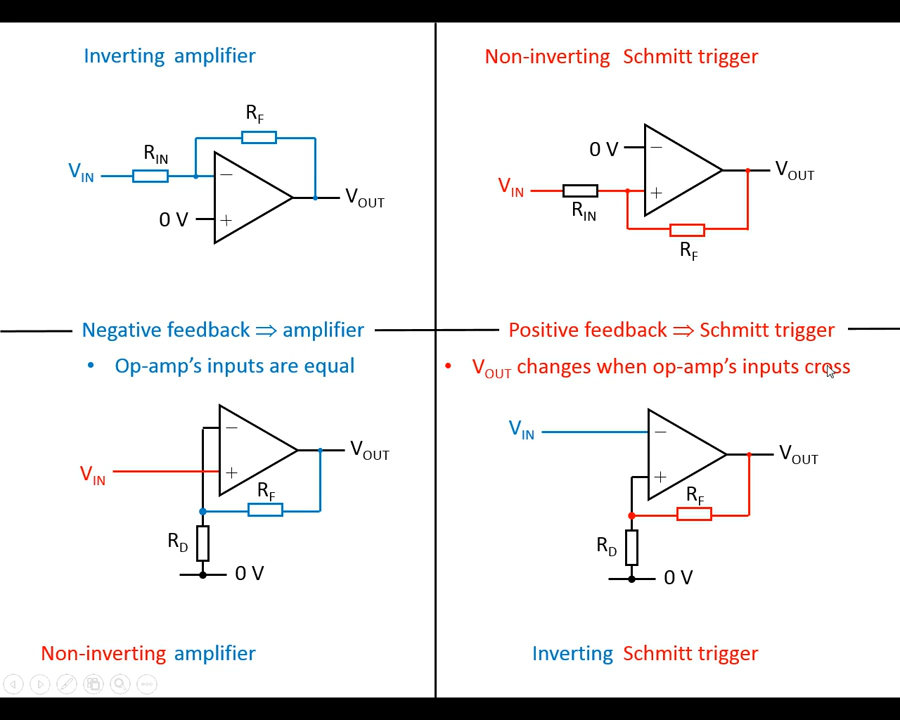 Inverting amplifier
R_F
R_IN
V_IN
−
V_OUT
0 V
+
Non-inverting Schmitt trigger
0 V
−
V_OUT
V_IN
+
R_IN
R_F
Negative feedback ⇒ amplifier
• Op-amp's inputs are equal
Positive feedback ⇒ Schmitt trigger
• V_OUT changes when op-amp's inputs cross
−
V_OUT
V_IN
+
R_F
R_D
0 V
Non-inverting amplifier
V_IN
−
V_OUT
+
R_F
R_D
0 V
Inverting Schmitt trigger